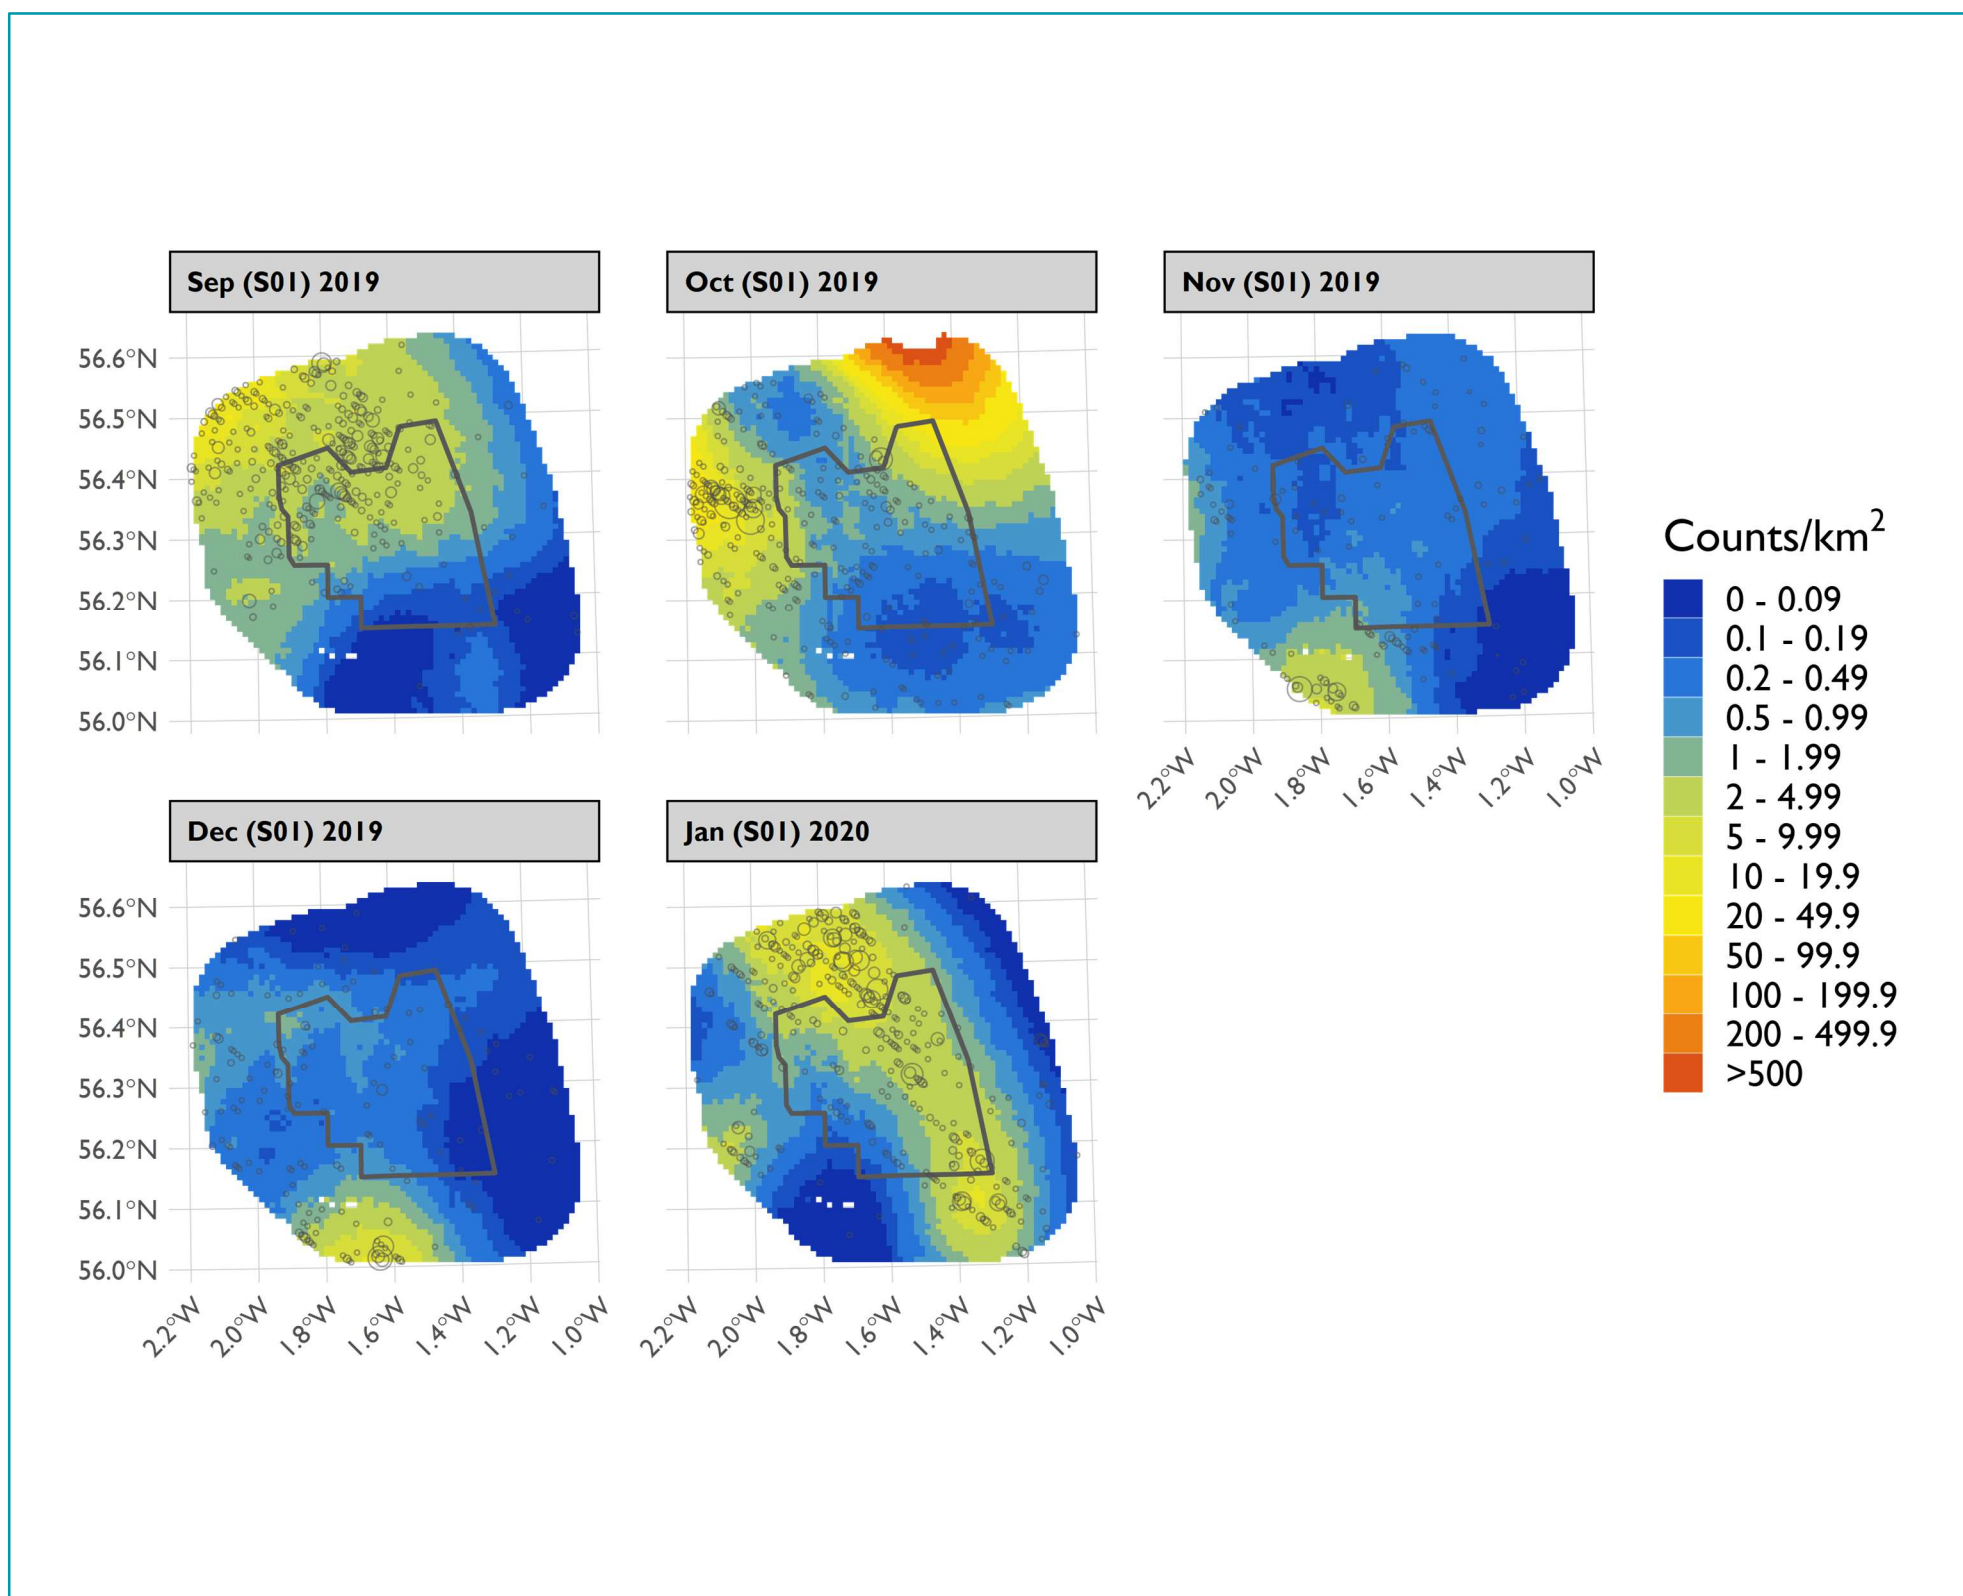 Sep (S01) 2019
Oct (S01) 2019
Nov (S01) 2019
56.6°N
56.5°N
56.4°N
56.3°N
56.2°N
56.1°N
56.0°N
2.2°W
2.0°W
1.8°W
1.6°W
1.4°W
1.2°W
1.0°W
Dec (S01) 2019
Jan (S01) 2020
56.6°N
56.5°N
56.4°N
56.3°N
56.2°N
56.1°N
56.0°N
2.2°W
2.0°W
1.8°W
1.6°W
1.4°W
1.2°W
1.0°W
2.2°W
2.0°W
1.8°W
1.6°W
1.4°W
1.2°W
1.0°W
Counts/km²
0 - 0.09
0.1 - 0.19
0.2 - 0.49
0.5 - 0.99
1 - 1.99
2 - 4.99
5 - 9.99
10 - 19.9
20 - 49.9
50 - 99.9
100 - 199.9
200 - 499.9
>500